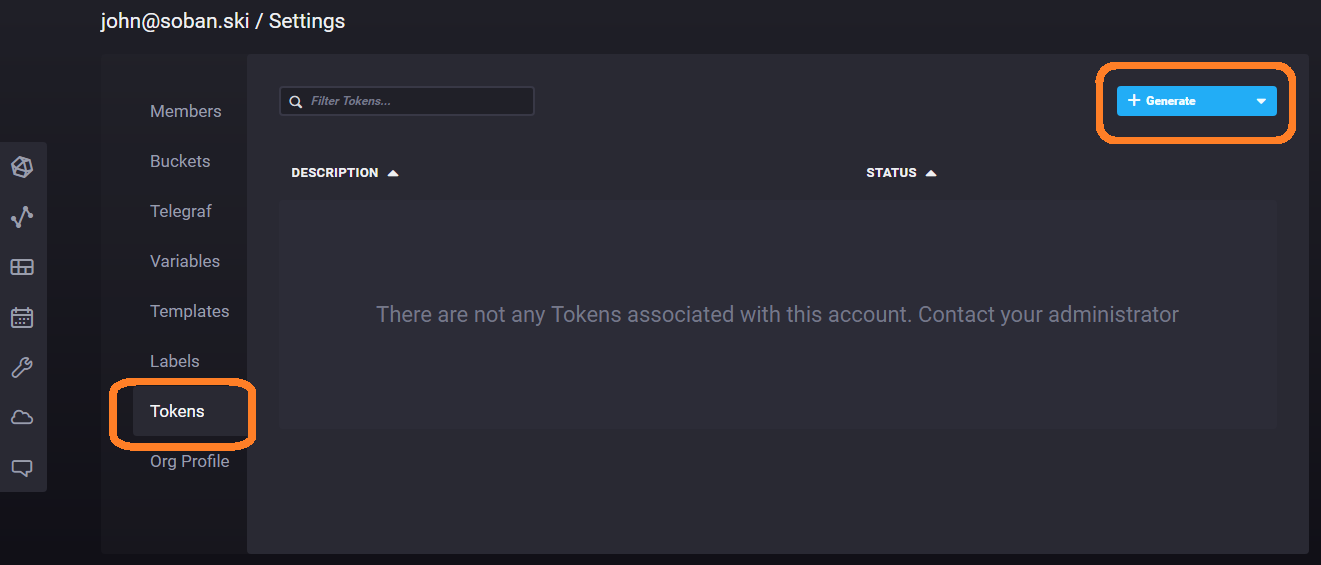 john@soban.ski / Settings
Members
Buckets
Telegraf
Variables
Templates
Labels
Tokens
Org Profile
Filter Tokens...
+ Generate
DESCRIPTION
STATUS
There are not any Tokens associated with this account. Contact your administrator